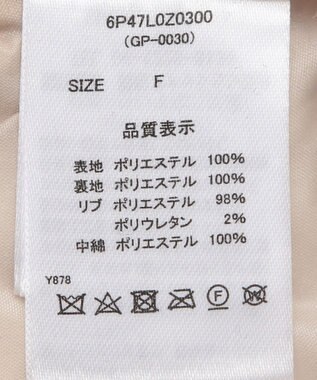 6P47L0Z0300
(GP-0030)
SIZE F
品質表示
表地 ポリエステル 100%
裏地 ポリエステル 100%
リブ ポリエステル 98%
ポリウレタン 2%
中綿 ポリエステル 100%
Y878
F W